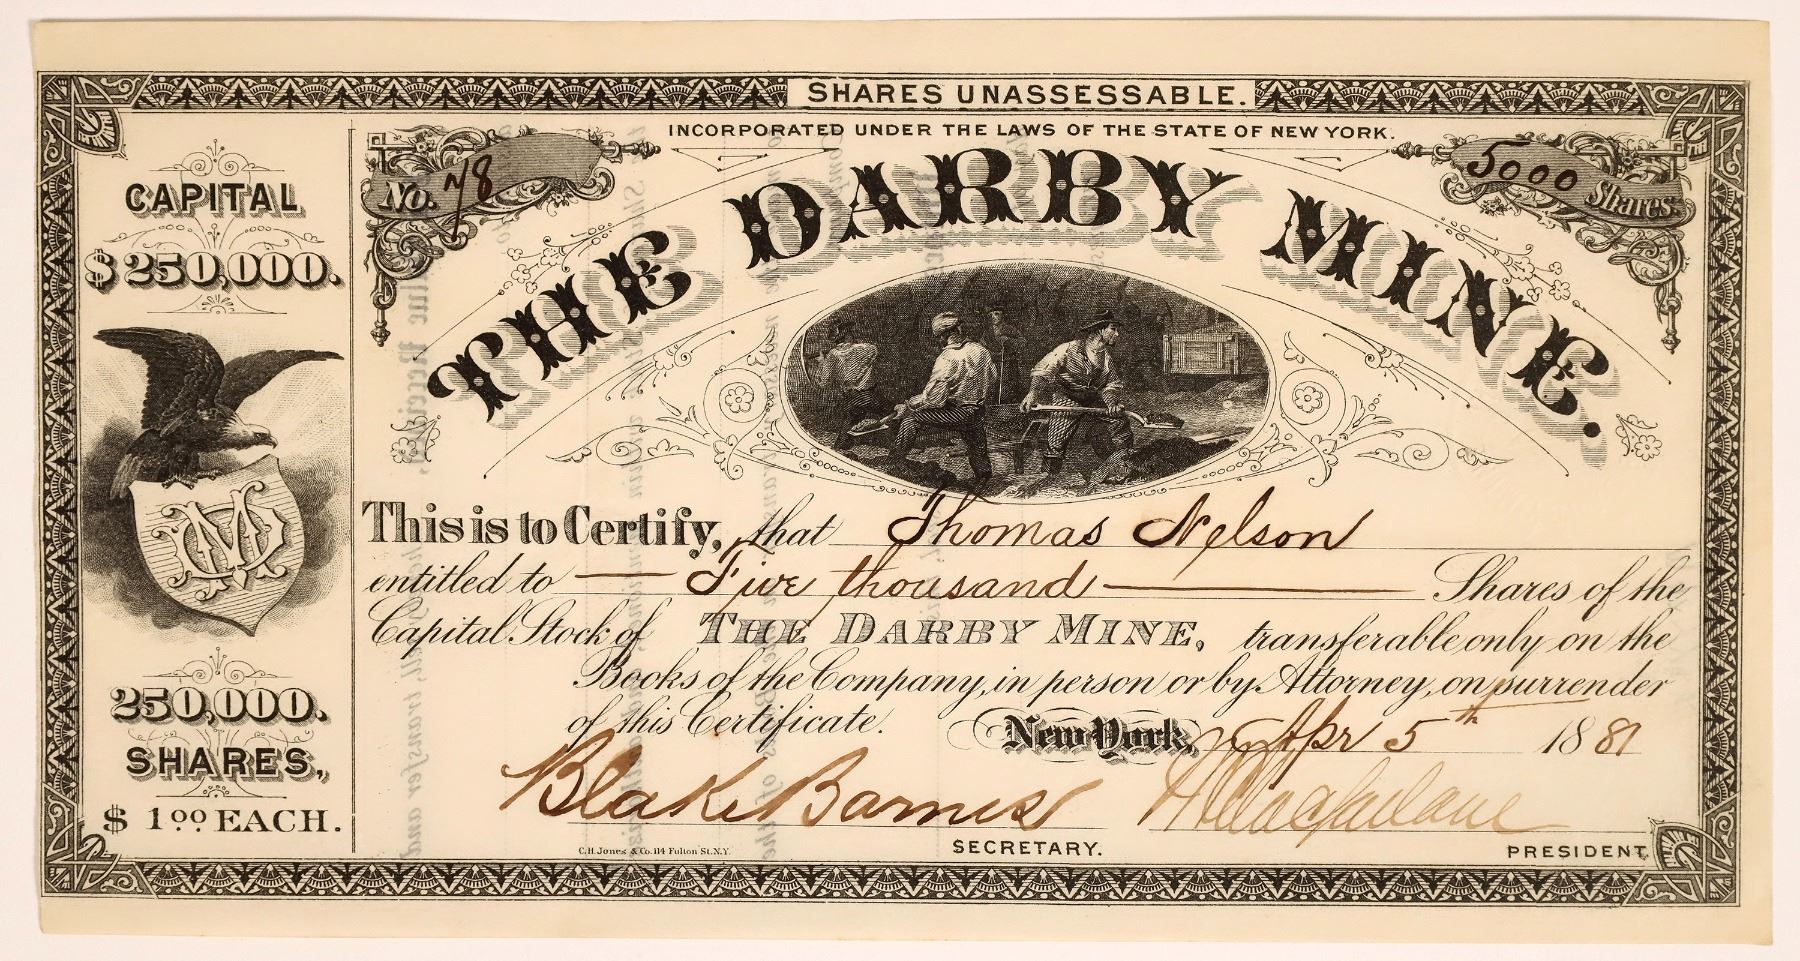 SHARES UNASSESSABLE.
INCORPORATED UNDER THE LAWS OF THE STATE OF NEW YORK.
No. 78
5000 Shares.
THE DARBY MINE.
CAPITAL
$250,000.
250,000.
SHARES,
$1.00 EACH.
This is to Certify, that Thomas Nelson
entitled to Five thousand Shares of the
Capital Stock of THE DARBY MINE, transferable only on the
Books of the Company, in person or by Attorney, on surrender
of this Certificate. New York, Apr 5th 1881
Blake Barnes
SECRETARY.
PRESIDENT.
C.H. Jones & Co. 114 Fulton St. N.Y.